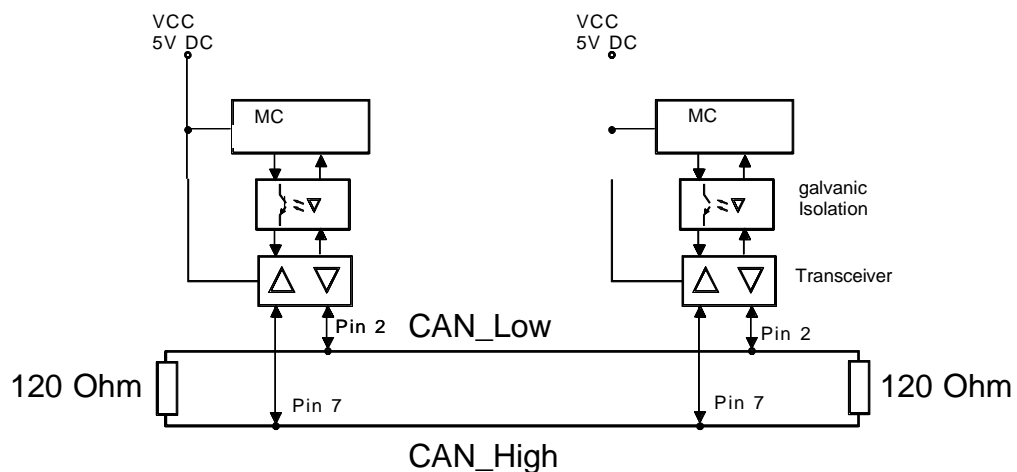 VCC
5V DC
VCC
5V DC
MC
MC
galvanic
Isolation
Transceiver
Pin 2
CAN_Low
Pin 2
120 Ohm
120 Ohm
Pin 7
Pin 7
CAN_High